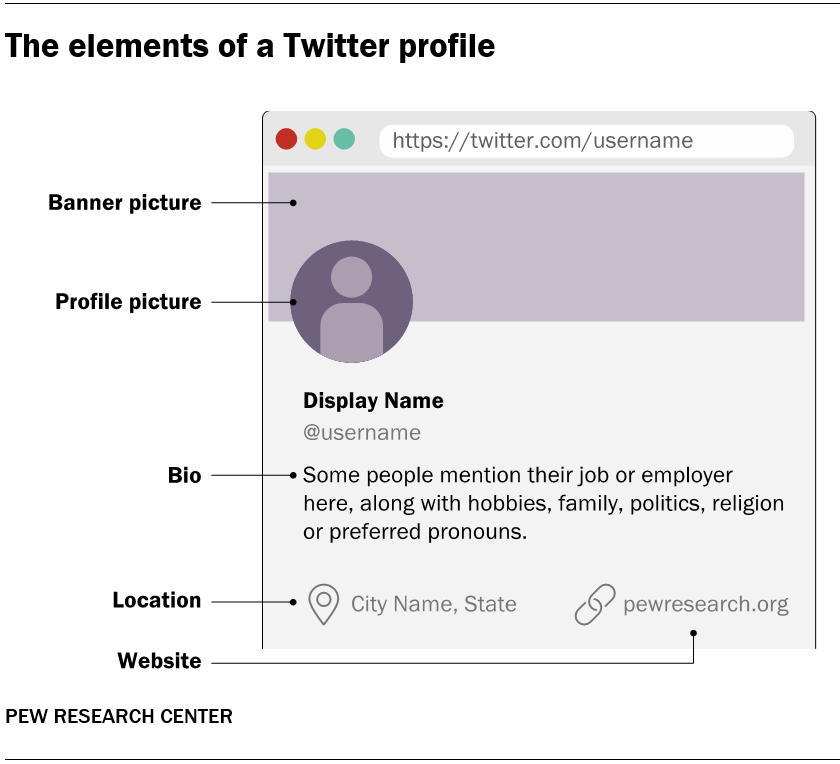 The elements of a Twitter profile
https://twitter.com/username
Banner picture
Profile picture
Display Name
@username
Bio
Some people mention their job or employer
here, along with hobbies, family, politics, religion
or preferred pronouns.
Location
City Name, State
pewresearch.org
Website
PEW RESEARCH CENTER